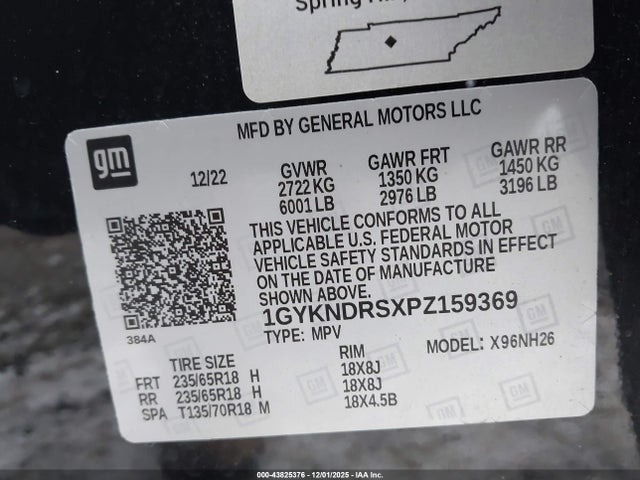 MFD BY GENERAL MOTORS LLC
gm
12/22
GVWR GAWR FRT GAWR RR
2722 KG 1350 KG 1450 KG
6001 LB 2976 LB 3196 LB
THIS VEHICLE CONFORMS TO ALL
APPLICABLE U.S. FEDERAL MOTOR
VEHICLE SAFETY STANDARDS IN EFFECT
ON THE DATE OF MANUFACTURE
SHOWN ABOVE.
1GYKNDRSXPZ159369
384A
TYPE: MPV MODEL: X96NH26
TIRE SIZE RIM
FRT 235/65R18 H 18X8J
RR 235/65R18 H 18X8J
SPA T135/70R18 M 18X4.5B
000-43825376 • 12/01/2025 • IAA Inc.